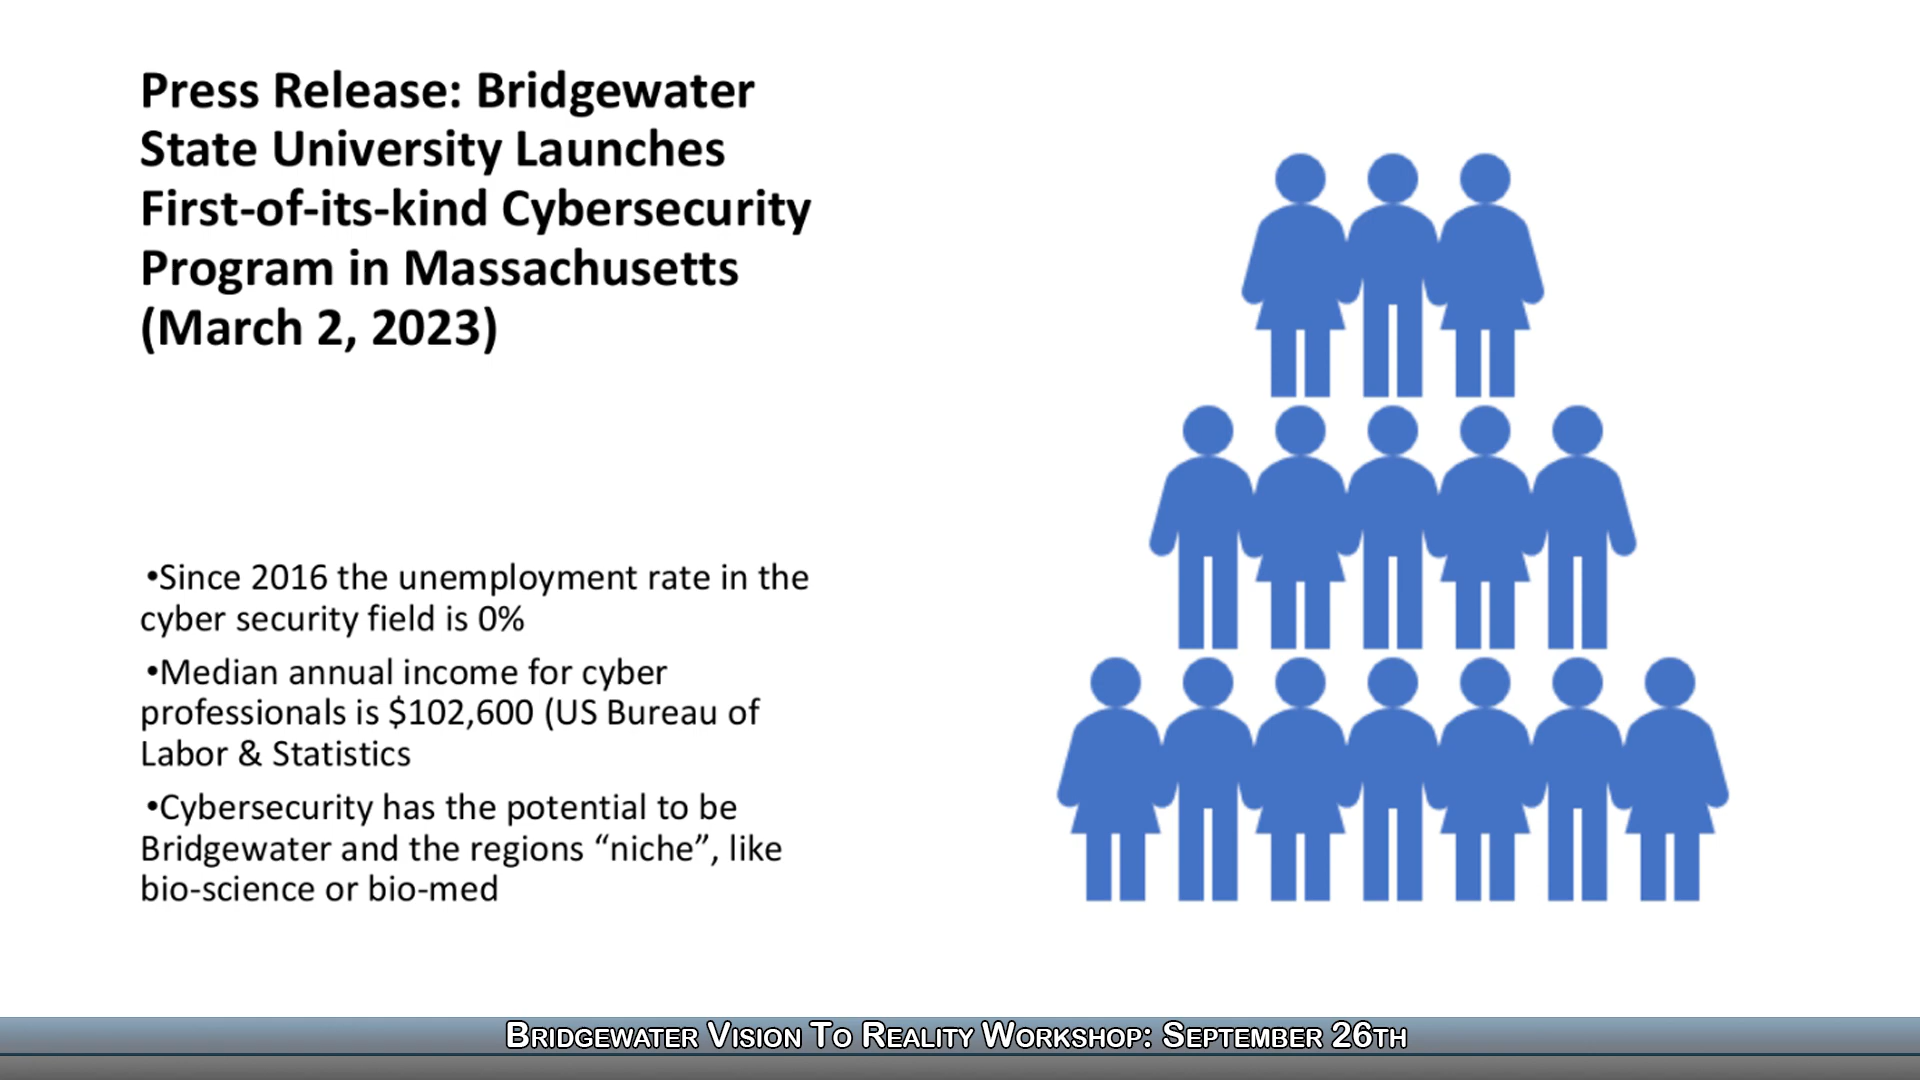 Press Release: Bridgewater
State University Launches
First-of-its-kind Cybersecurity
Program in Massachusetts
(March 2, 2023)
•Since 2016 the unemployment rate in the
cyber security field is 0%
•Median annual income for cyber
professionals is $102,600 (US Bureau of
Labor & Statistics
•Cybersecurity has the potential to be
Bridgewater and the regions “niche”, like
bio-science or bio-med
Bridgewater Vision To Reality Workshop: September 26th